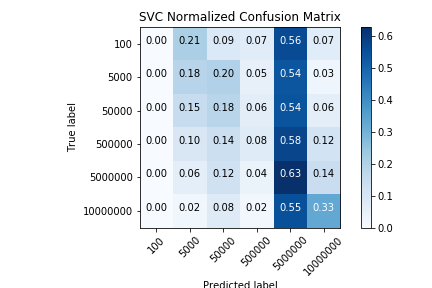 SVC Normalized Confusion Matrix
True label
100 0.00 0.21 0.09 0.07 0.56 0.07
5000 0.00 0.18 0.20 0.05 0.54 0.03
50000 0.00 0.15 0.18 0.06 0.54 0.06
500000 0.00 0.10 0.14 0.08 0.58 0.12
5000000 0.00 0.06 0.12 0.04 0.63 0.14
10000000 0.00 0.02 0.08 0.02 0.55 0.33
100 5000 50000 500000 5000000 10000000
Predicted label
0.6
0.5
0.4
0.3
0.2
0.1
0.0